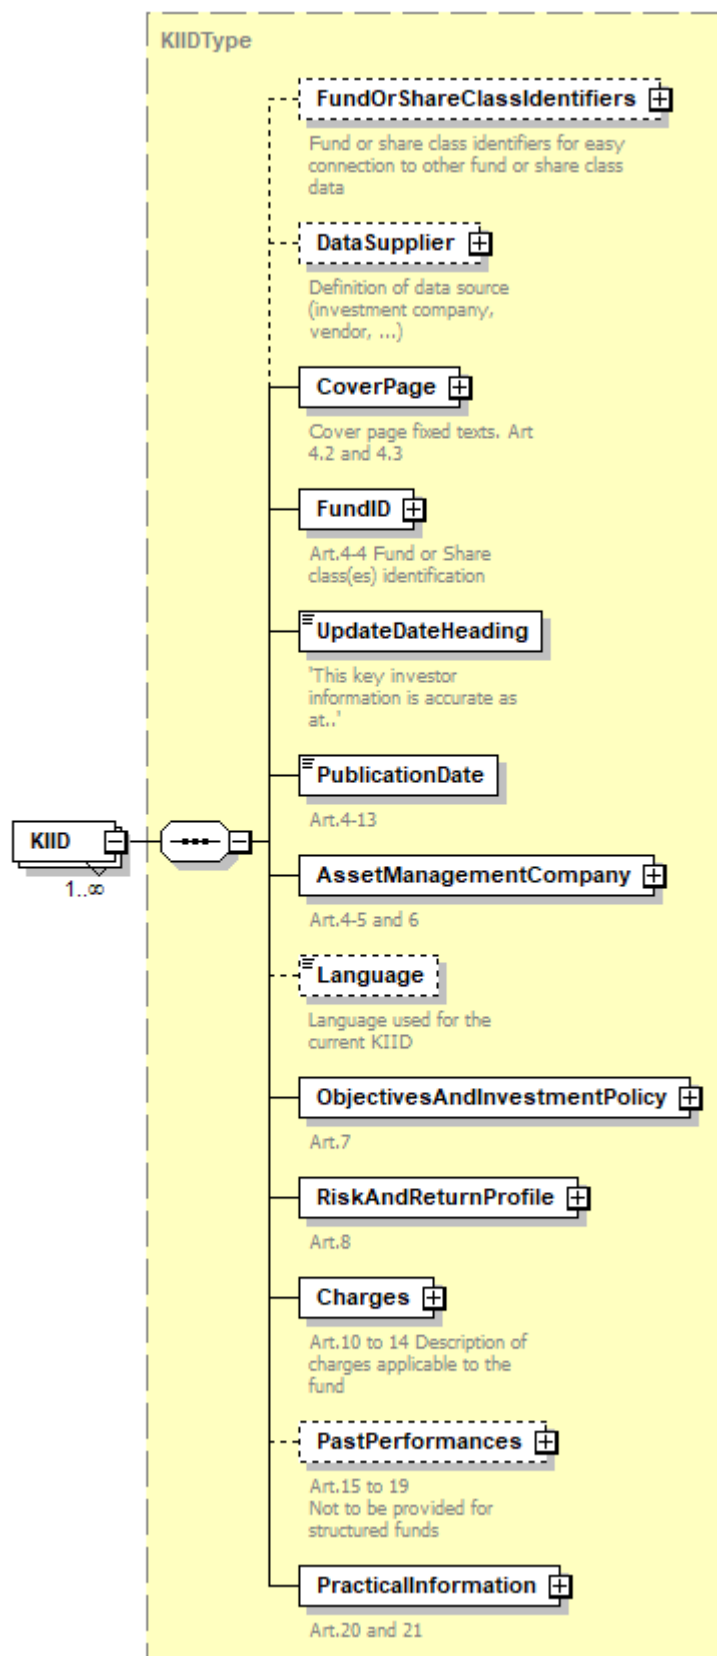 KIIDType
FundOrShareClassIdentifiers
Fund or share class identifiers for easy
connection to other fund or share class
data
DataSupplier
Definition of data source
(investment company,
vendor, ...)
CoverPage
Cover page fixed texts. Art
4.2 and 4.3
FundID
Art.4-4 Fund or Share
class(es) identification
UpdateDateHeading
'This key investor
information is accurate as
at..'
PublicationDate
Art.4-13
KIID
1..∞
AssetManagementCompany
Art.4-5 and 6
Language
Language used for the
current KIID
ObjectivesAndInvestmentPolicy
Art.7
RiskAndReturnProfile
Art.8
Charges
Art.10 to 14 Description of
charges applicable to the
fund
PastPerformances
Art.15 to 19
Not to be provided for
structured funds
PracticalInformation
Art.20 and 21